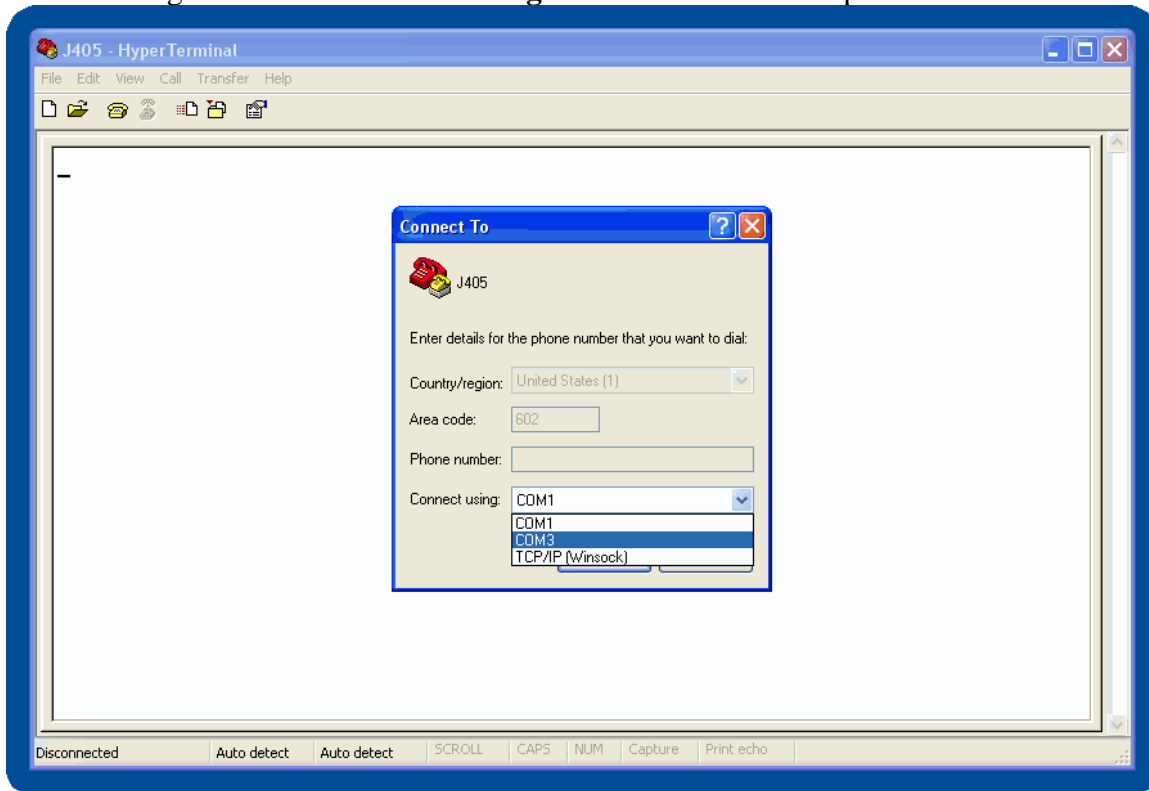 J405 - HyperTerminal
File Edit View Call Transfer Help
Connect To
J405
Enter details for the phone number that you want to dial:
Country/region: United States (1)
Area code: 602
Phone number:
Connect using: COM1
COM1
COM3
TCP/IP (Winsock)
Disconnected Auto detect Auto detect SCROLL CAPS NUM Capture Print echo